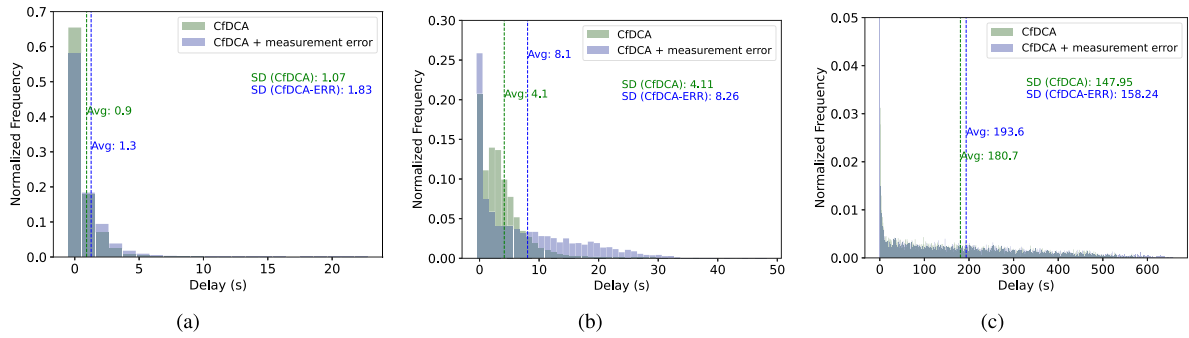 CfDCA
CfDCA + measurement error
SD (CfDCA): 1.07
SD (CfDCA-ERR): 1.83
Avg: 0.9
Avg: 1.3
Normalized Frequency
0.7
0.6
0.5
0.4
0.3
0.2
0.1
0.0
0 5 10 15 20
Delay (s)
(a)
CfDCA
CfDCA + measurement error
Avg: 8.1
SD (CfDCA): 4.11
SD (CfDCA-ERR): 8.26
Avg: 4.1
Normalized Frequency
0.30
0.25
0.20
0.15
0.10
0.05
0.00
0 10 20 30 40 50
Delay (s)
(b)
CfDCA
CfDCA + measurement error
SD (CfDCA): 147.95
SD (CfDCA-ERR): 158.24
Avg: 193.6
Avg: 180.7
Normalized Frequency
0.05
0.04
0.03
0.02
0.01
0.00
0 100 200 300 400 500 600
Delay (s)
(c)